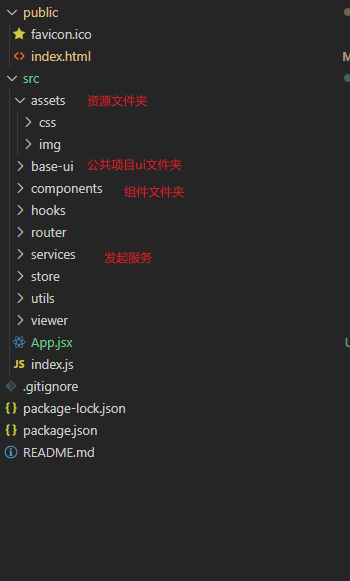 public
favicon.ico
index.html M
src
assets 资源文件夹
css
img
base-ui 公共项目ui文件夹
components 组件文件夹
hooks
router
services 发起服务
store
utils
viewer
App.jsx
JS index.js
.gitignore
{} package-lock.json
{} package.json
README.md